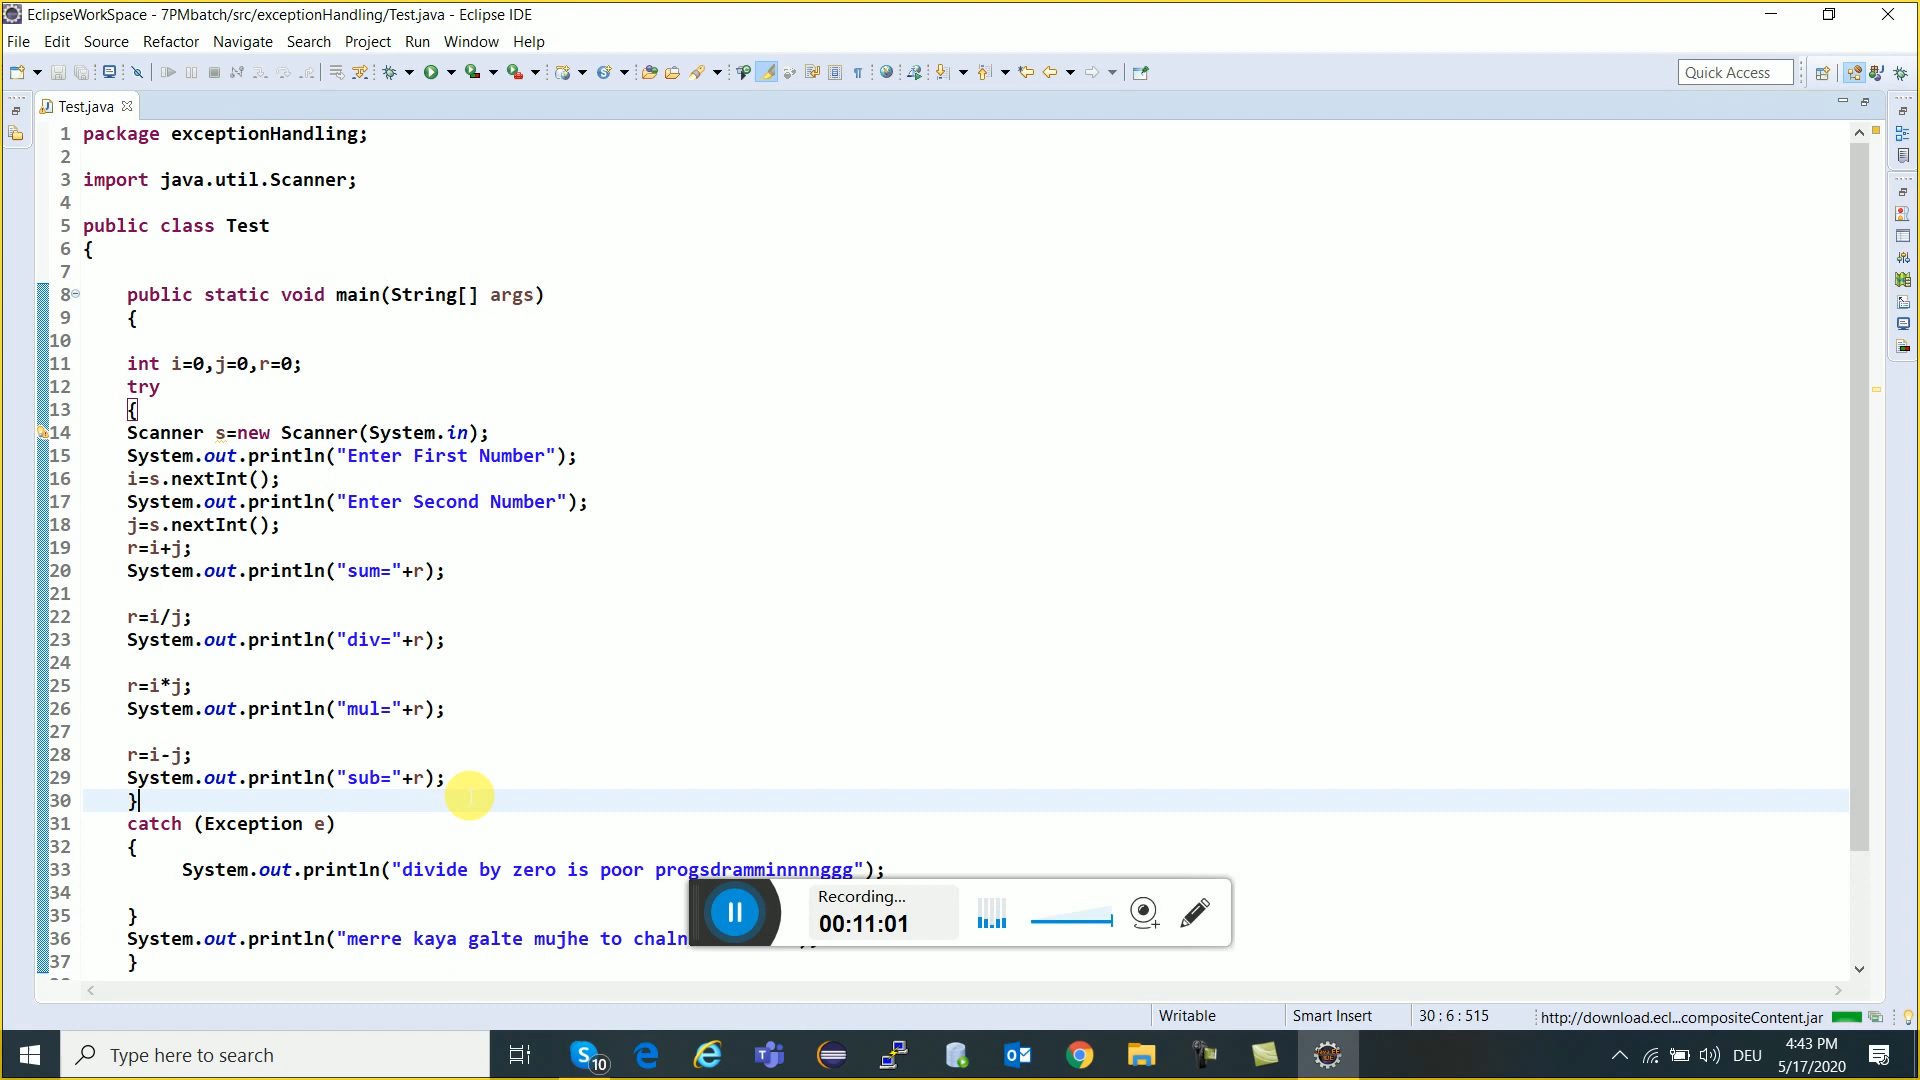 EclipseWorkSpace - 7PMbatch/src/exceptionHandling/Test.java - Eclipse IDE
File Edit Source Refactor Navigate Search Project Run Window Help
Quick Access
Test.java
1 package exceptionHandling;
2
3 import java.util.Scanner;
4
5 public class Test
6 {
7
8 public static void main(String[] args)
9 {
10
11 int i=0,j=0,r=0;
12 try
13 {
14 Scanner s=new Scanner(System.in);
15 System.out.println("Enter First Number");
16 i=s.nextInt();
17 System.out.println("Enter Second Number");
18 j=s.nextInt();
19 r=i+j;
20 System.out.println("sum="+r);
21
22 r=i/j;
23 System.out.println("div="+r);
24
25 r=i*j;
26 System.out.println("mul="+r);
27
28 r=i-j;
29 System.out.println("sub="+r);
30 }
31 catch (Exception e)
32 {
33 System.out.println("divide by zero is poor progsdramminnnnggg");
34
35 }
36 System.out.println("merre kaya galte mujhe to
37 }
Recording...
00:11:01
Writable Smart Insert 30 : 6 : 515 http://download.ecl...compositeContent.jar
Type here to search
10
DEU
4:43 PM
5/17/2020